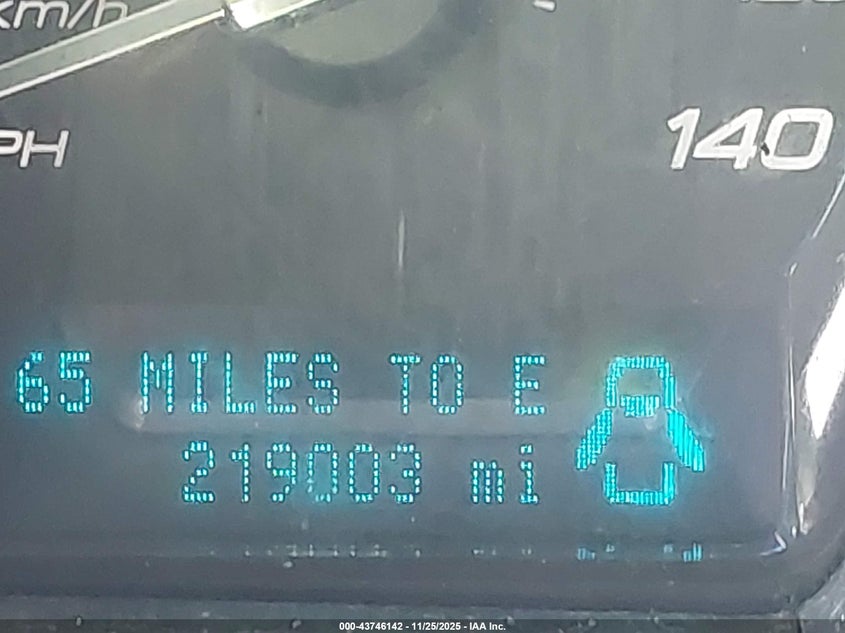 km/h
PH
140
65 MILES TO E
219003 mi
000-43746142 - 11/25/2025 - IAA Inc.